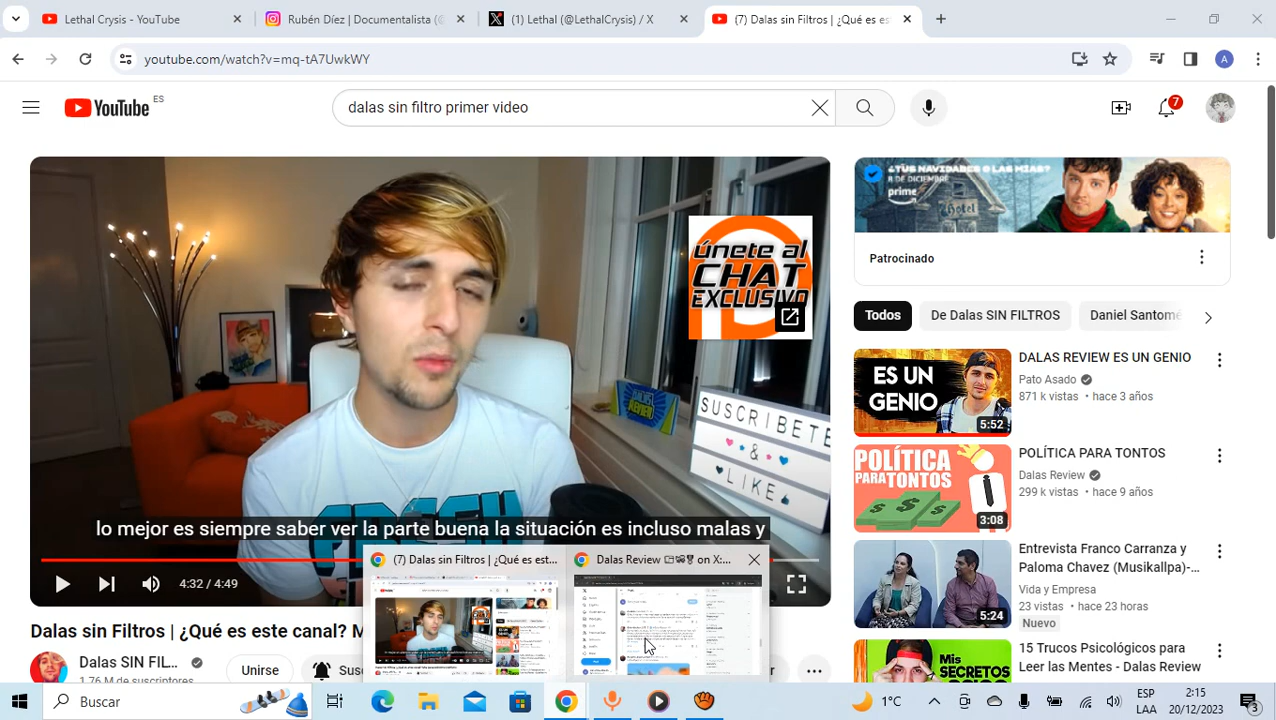 Lethal Crysis - YouTube
Rubén Díez | Documentalista (@
(1) Lethal (@LethalCrysis) / X
(7) Dalas sin Filtros | ¿Qué es es
youtube.com/watch?v=mq-tA7UwkWY
A
YouTube ES
dalas sin filtro primer video
7
únete al
CHAT
EXCLUSIVO
SUSCRIBETE
&
LIKE
lo mejor es siempre saber ver la parte buena la situación es incluso malas y
4:32 / 4:49
¿TUS NAVIDADES O LAS MÍAS?
8 DE DICIEMBRE
prime
Hotel
Patrocinado
Todos
De Dalas SIN FILTROS
Daniel Santomé
ES UN
GENIO
5:52
DALAS REVIEW ES UN GENIO
Pato Asado
871 k vistas • hace 3 años
POLÍTICA
PARA TONTOS
3:08
POLÍTICA PARA TONTOS
Dalas Review
299 k vistas • hace 9 años
5:24
Entrevista Franco Carranza y
Paloma Chavez (Musikallpa)-...
Vica y Empresa
23 vistas • hace 23 horas
Nuevo
Mis
SECRETOS
15 Trucos Psicológicos para
Leer las Mentes - Dalas Review
(7) Dalas sin Filtros | ¿Qué es est...
Dalas Review
on X:...
Dalas sin Filtros | ¿Qué es este canal?
Dalas SIN FIL...
1,76 M de suscriptores
Unirse
Buscar
1°C
ESP
LAA
2:15
20/12/2023
3